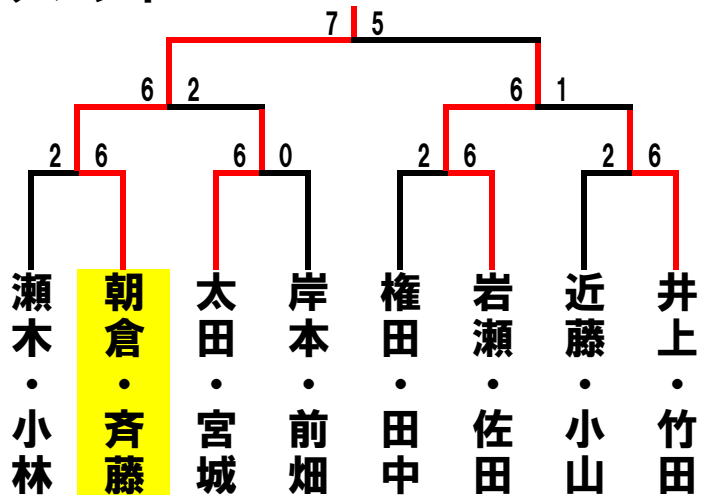 7 5
6 2
6 1
2 6
6 0
2 6
2 6
瀬木・小林
朝倉・斉藤
太田・宮城
岸本・前畑
権田・田中
岩瀬・佐田
近藤・小山
井上・竹田